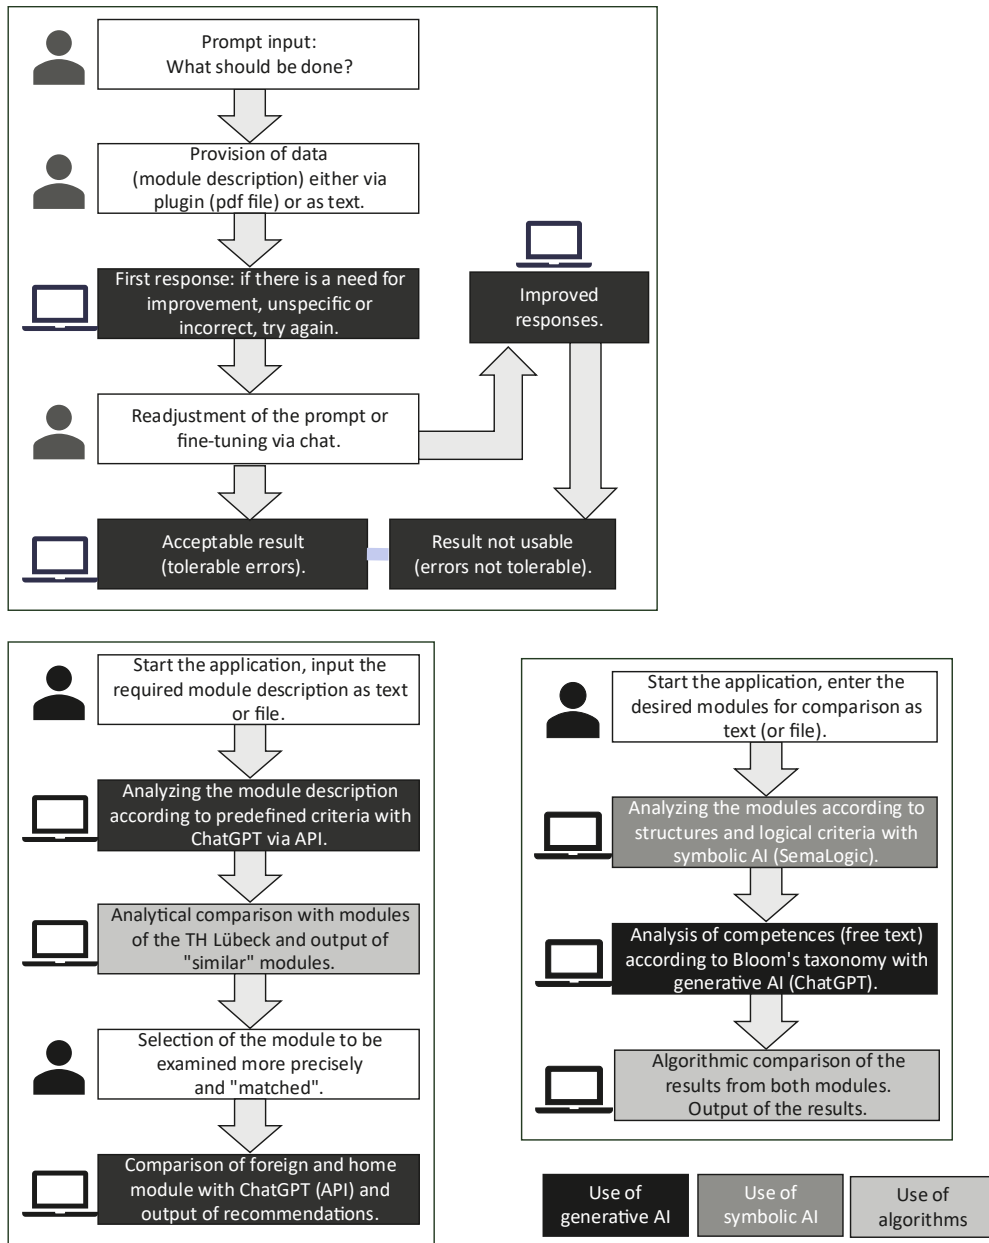 Prompt input:
What should be done?
Provision of data
(module description) either via
plugin (pdf file) or as text.
First response: if there is a need for
improvement, unspecific or
incorrect, try again.
Improved
responses.
Readjustment of the prompt or
fine-tuning via chat.
Acceptable result
(tolerable errors).
Result not usable
(errors not tolerable).
Start the application, input the
required module description as text
or file.
Analyzing the module description
according to predefined criteria with
ChatGPT via API.
Analytical comparison with modules
of the TH Lübeck and output of
"similar" modules.
Selection of the module to be
examined more precisely
and "matched".
Comparison of foreign and home
module with ChatGPT (API) and
output of recommendations.
Start the application, enter the
desired modules for comparison as
text (or file).
Analyzing the modules according to
structures and logical criteria with
symbolic AI (SemaLogic).
Analysis of competences (free text)
according to Bloom's taxonomy with
generative AI (ChatGPT).
Algorithmic comparison of the
results from both modules.
Output of the results.
Use of
generative AI
Use of
symbolic AI
Use of
algorithms